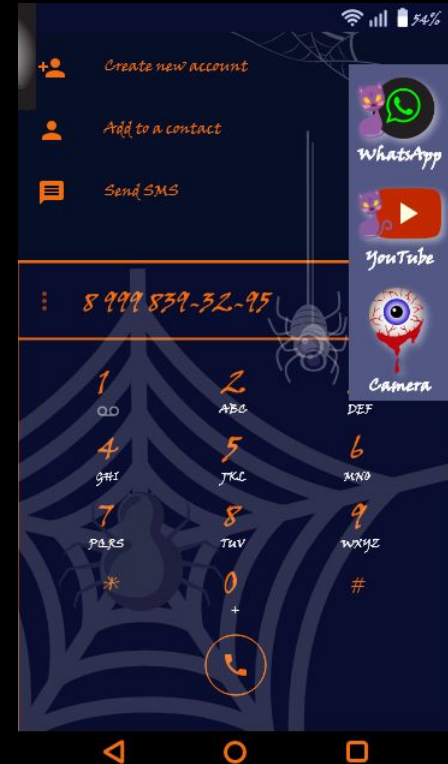 54%
Create new account
Add to a contact
Send SMS
WhatsApp
YouTube
Camera
8 999 839-32-95
1
2 ABC
DEF
4 GHI
5 JKL
6 MNO
7 PQRS
8 TUV
9 WXYZ
*
0 +
#